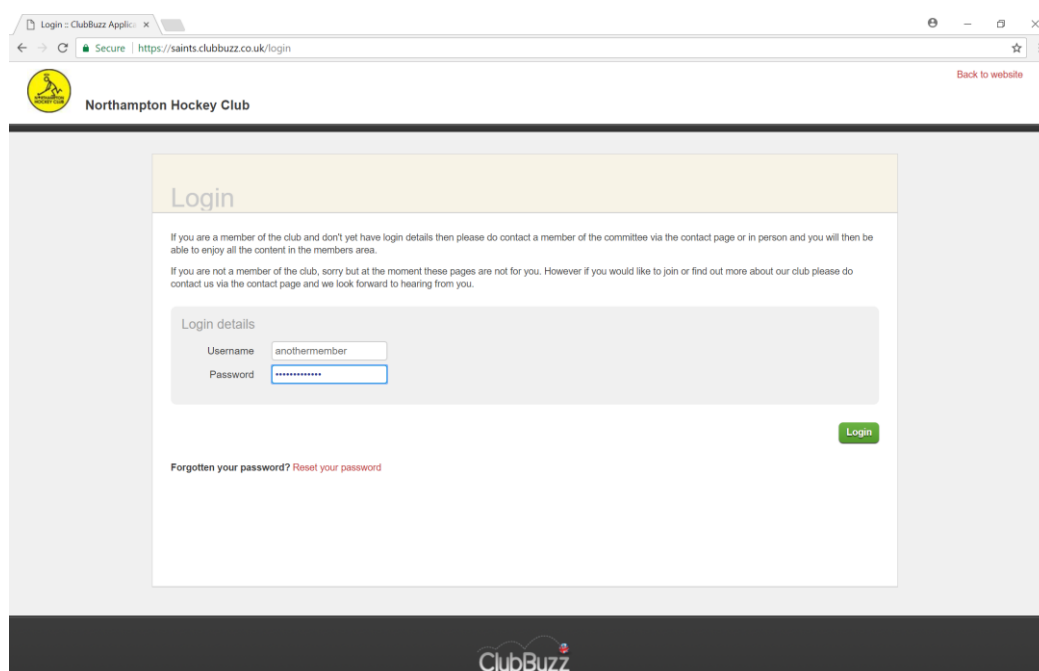 Login :: ClubBuzz Applica
Secure https://saints.clubbuzz.co.uk/login
Back to website
NORTHAMPTON
HOCKEY CLUB
Northampton Hockey Club
Login
If you are a member of the club and don't yet have login details then please do contact a member of the committee via the contact page or in person and you will then be
able to enjoy all the content in the members area.
If you are not a member of the club, sorry but at the moment these pages are not for you. However if you would like to join or find out more about our club please do
contact us via the contact page and we look forward to hearing from you.
Login details
Username anothermember
Password •••••••••••••
Login
Forgotten your password? Reset your password
ClubBuzz